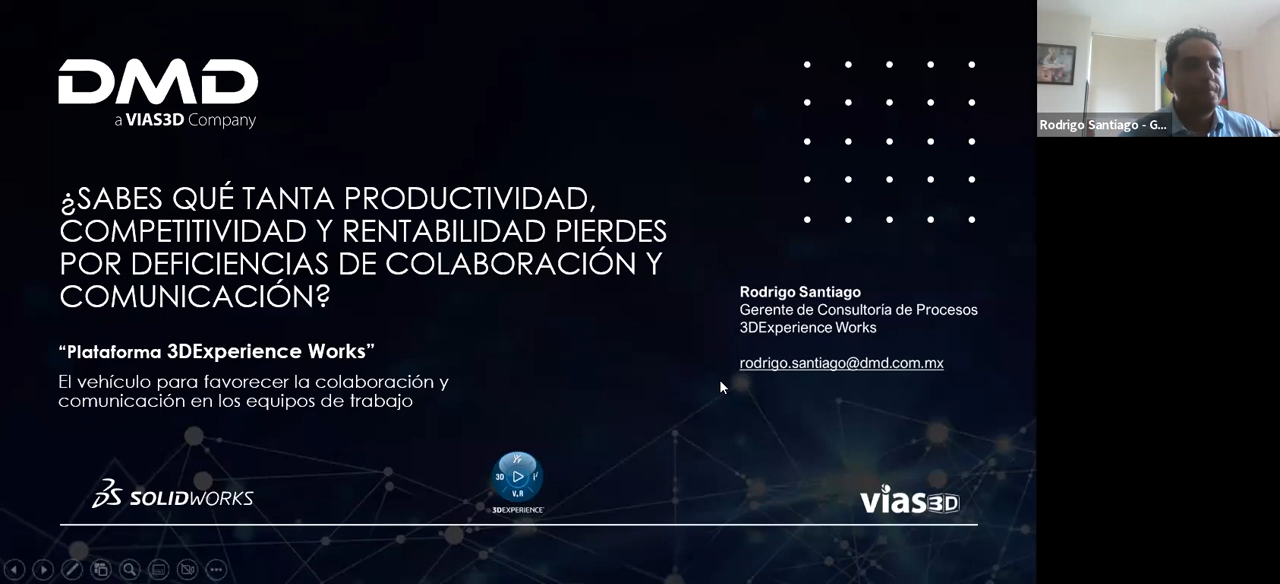 DMD
a VIAS3D Company
¿SABES QUÉ TANTA PRODUCTIVIDAD,
COMPETITIVIDAD Y RENTABILIDAD PIERDES
POR DEFICIENCIAS DE COLABORACIÓN Y
COMUNICACIÓN?
“Plataforma 3DExperience Works”
El vehículo para favorecer la colaboración y
comunicación en los equipos de trabajo
Rodrigo Santiago
Gerente de Consultoría de Procesos
3DExperience Works
rodrigo.santiago@dmd.com.mx
SOLIDWORKS
3D
V.R
3DEXPERIENCE
vias3D
Rodrigo Santiago - G...